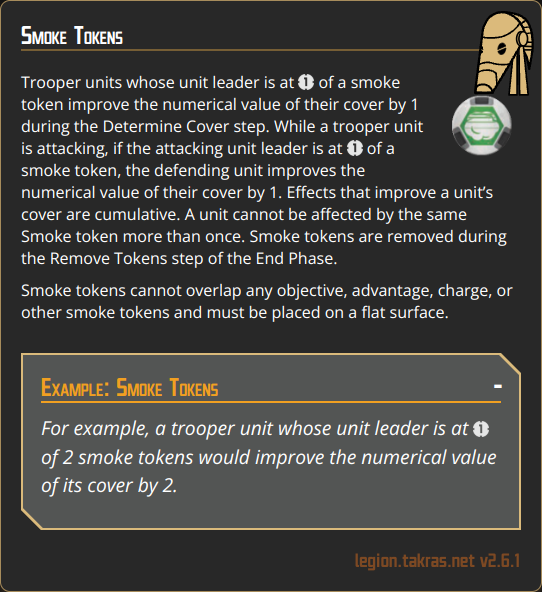 Smoke Tokens
Trooper units whose unit leader is at 1 of a smoke
token improve the numerical value of their cover by 1
during the Determine Cover step. While a trooper unit
is attacking, if the attacking unit leader is at 1 of a
smoke token, the defending unit improves the
numerical value of their cover by 1. Effects that improve a unit’s
cover are cumulative. A unit cannot be affected by the same
Smoke token more than once. Smoke tokens are removed during
the Remove Tokens step of the End Phase.
Smoke tokens cannot overlap any objective, advantage, charge, or
other smoke tokens and must be placed on a flat surface.
Example: Smoke Tokens -
For example, a trooper unit whose unit leader is at 1
of 2 smoke tokens would improve the numerical value
of its cover by 2.
legion.takras.net v2.6.1